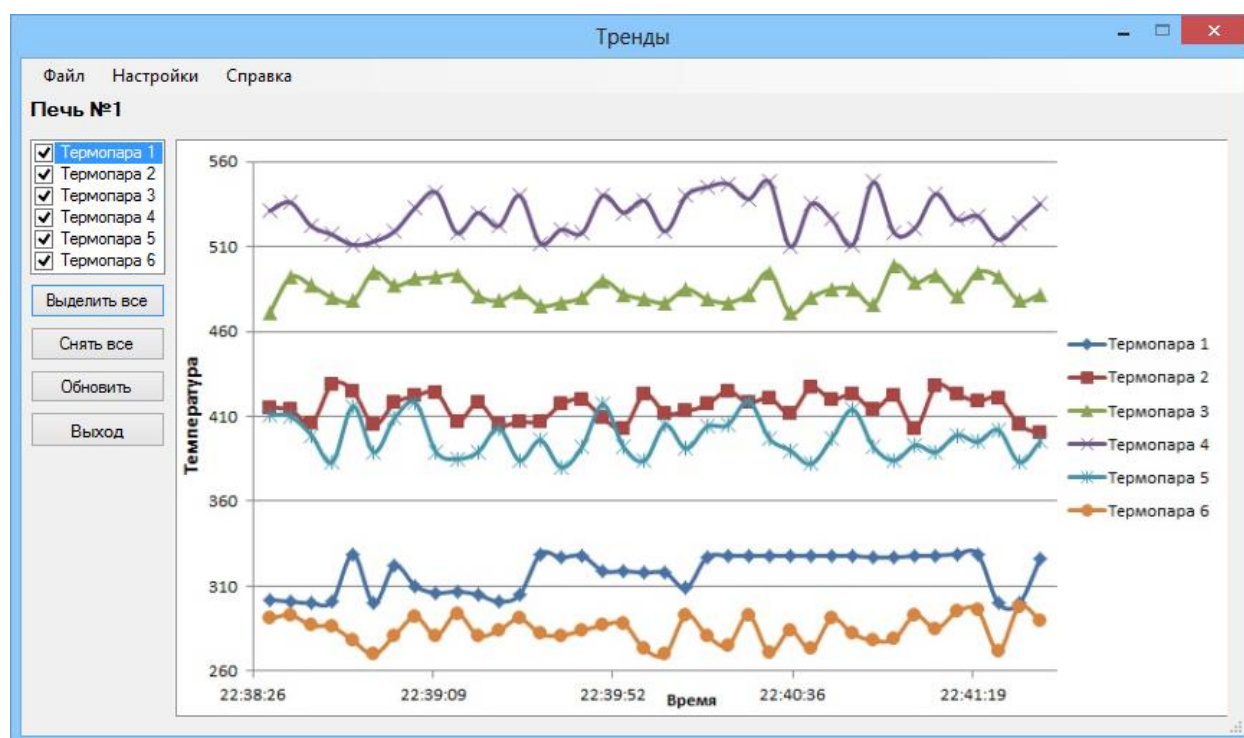 Тренды
Файл Настройки Справка
Печь №1
Термопара 1
Термопара 2
Термопара 3
Термопара 4
Термопара 5
Термопара 6
Выделить все
Снять все
Обновить
Выход
Температура
560
510
460
410
360
310
260
22:38:26 22:39:09 22:39:52 22:40:36 22:41:19
Время
Термопара 1
Термопара 2
Термопара 3
Термопара 4
Термопара 5
Термопара 6